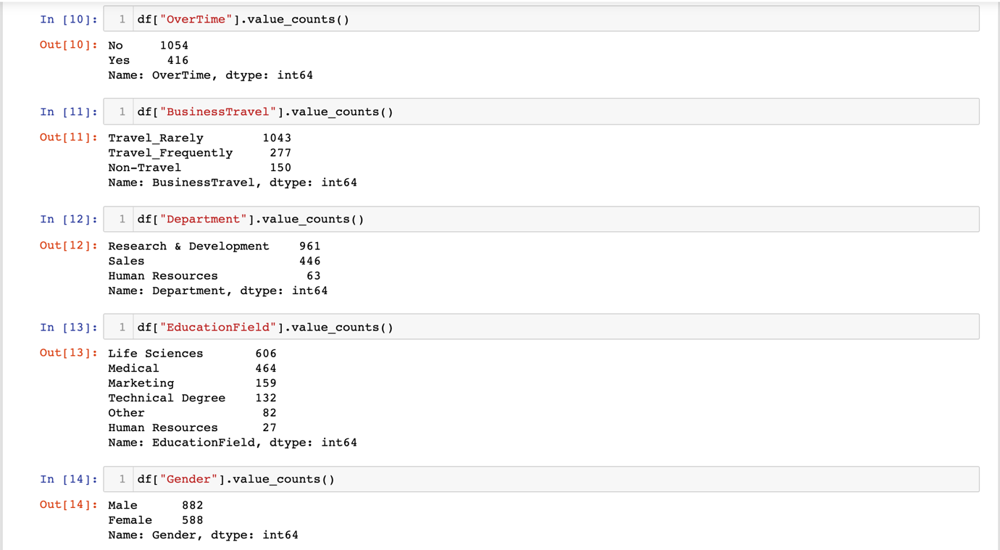 In [10]: 1 df["OverTime"].value_counts()
Out[10]: No 1054
Yes 416
Name: OverTime, dtype: int64
In [11]: 1 df["BusinessTravel"].value_counts()
Out[11]: Travel_Rarely 1043
Travel_Frequently 277
Non-Travel 150
Name: BusinessTravel, dtype: int64
In [12]: 1 df["Department"].value_counts()
Out[12]: Research & Development 961
Sales 446
Human Resources 63
Name: Department, dtype: int64
In [13]: 1 df["EducationField"].value_counts()
Out[13]: Life Sciences 606
Medical 464
Marketing 159
Technical Degree 132
Other 82
Human Resources 27
Name: EducationField, dtype: int64
In [14]: 1 df["Gender"].value_counts()
Out[14]: Male 882
Female 588
Name: Gender, dtype: int64